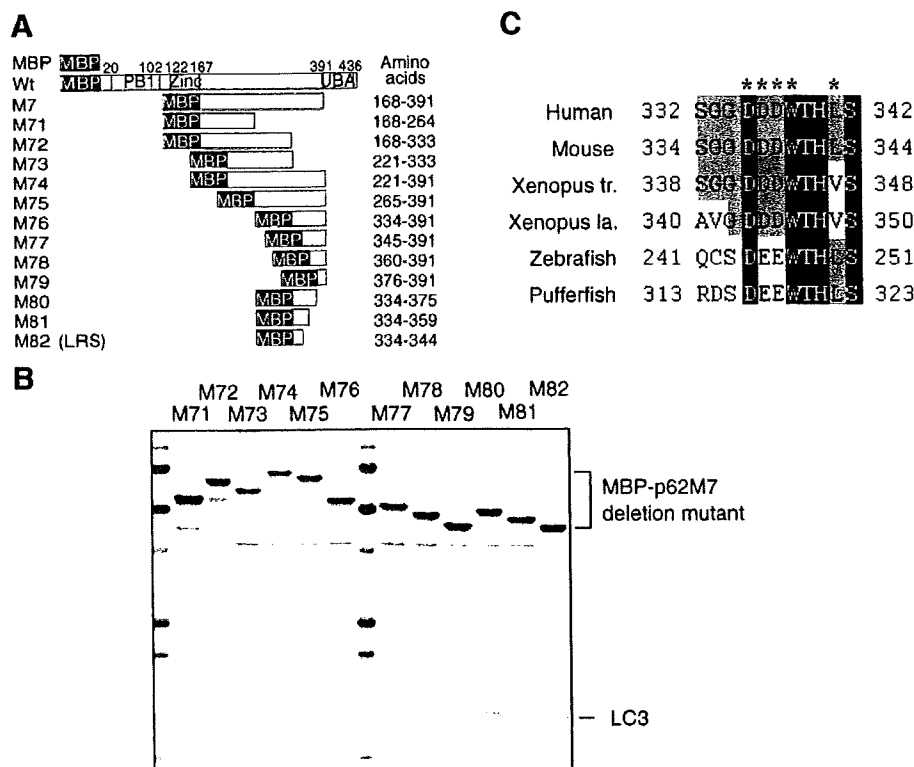 A
MBP MBP
20 102 122 167 391 436
Amino acids
Wt MBP PB1 Zinc UBA
M7 MBP 168-391
M71 MBP 168-264
M72 MBP 168-333
M73 MBP 221-333
M74 MBP 221-391
M75 MBP 265-391
M76 MBP 334-391
M77 MBP 345-391
M78 MBP 360-391
M79 MBP 376-391
M80 MBP 334-375
M81 MBP 334-359
M82 (LRS) MBP 334-344
C
**** *
Human 332 SGGDDDWTHLS 342
Mouse 334 SGGDDDWTHLS 344
Xenopus tr. 338 SGGDDDWTHVS 348
Xenopus la. 340 AVGDDDWTHVS 350
Zebrafish 241 QCSDEEWTHLS 251
Pufferfish 313 RDSDEEWTHLS 323
B
M72 M74 M76 M78 M80 M82
M71 M73 M75 M77 M79 M81
MBP-p62M7
deletion mutant
LC3